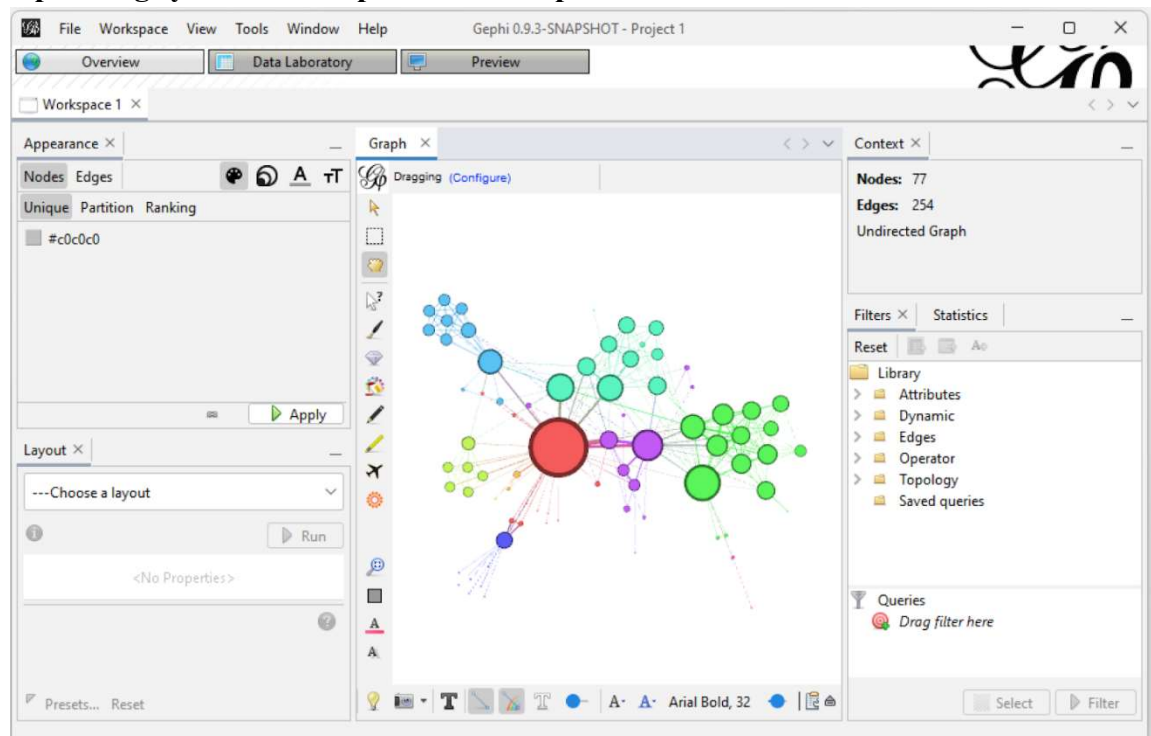 File Workspace View Tools Window Help Gephi 0.9.3-SNAPSHOT - Project 1
Overview Data Laboratory Preview
Workspace 1
Appearance
Nodes Edges
Unique Partition Ranking
#c0c0c0
Apply
Layout
---Choose a layout
Run
<No Properties>
Presets... Reset
Graph
Dragging (Configure)
Arial Bold, 32
Context
Nodes: 77
Edges: 254
Undirected Graph
Filters Statistics
Reset
Library
Attributes
Dynamic
Edges
Operator
Topology
Saved queries
Queries
Drag filter here
Select Filter